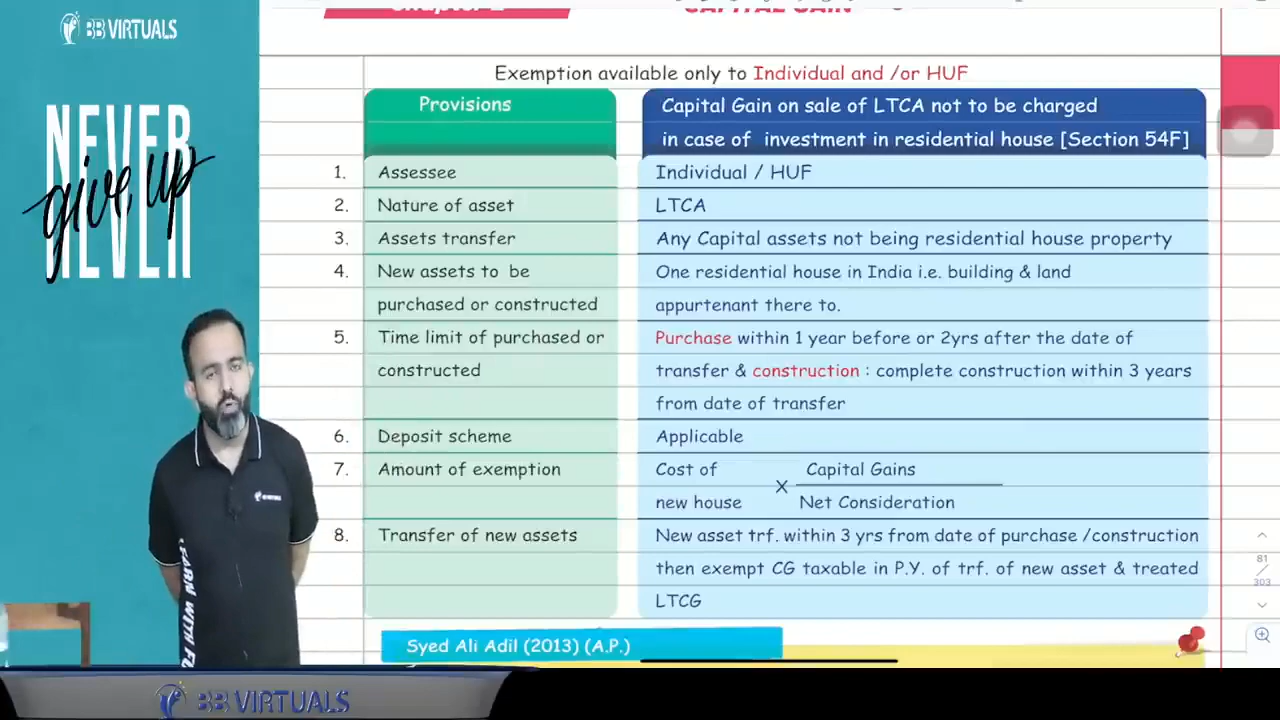 BB VIRTUALS
NEVER
give up
NEVER
CAPITAL GAIN
Exemption available only to Individual and /or HUF
Provisions
Capital Gain on sale of LTCA not to be charged
in case of investment in residential house [Section 54F]
1. Assessee Individual / HUF
2. Nature of asset LTCA
3. Assets transfer Any Capital assets not being residential house property
4. New assets to be One residential house in India i.e. building & land
purchased or constructed appurtenant there to.
5. Time limit of purchased or Purchase within 1 year before or 2yrs after the date of
constructed transfer & construction : complete construction within 3 years
from date of transfer
6. Deposit scheme Applicable
7. Amount of exemption Cost of Capital Gains
X
new house Net Consideration
8. Transfer of new assets New asset trf. within 3 yrs from date of purchase /construction
then exempt CG taxable in P.Y. of trf. of new asset & treated
LTCG
81
303
Syed Ali Adil (2013) (A.P.)
BB VIRTUALS